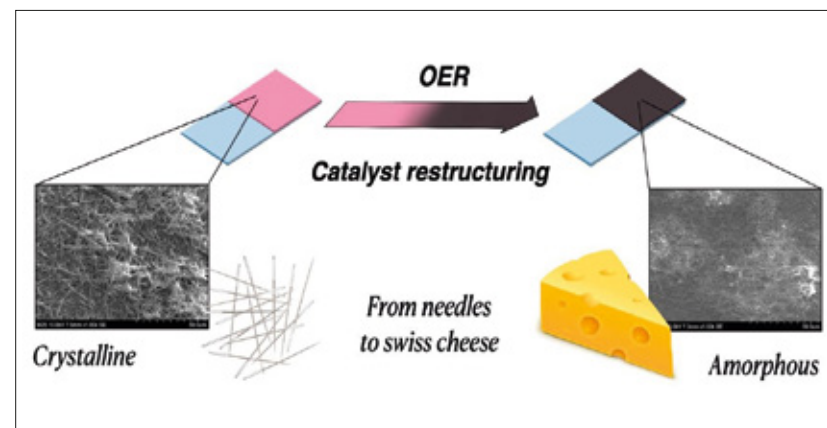 OER
Catalyst restructuring
From needles
to swiss cheese
Crystalline
Amorphous